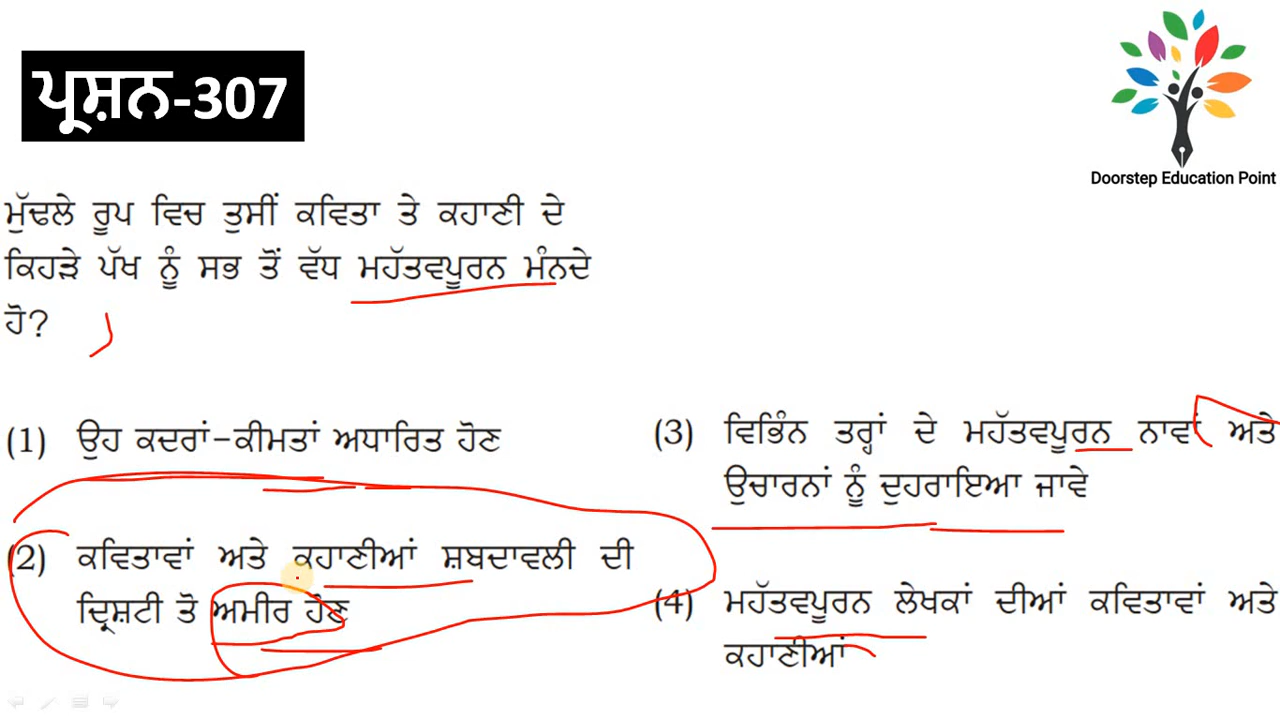 ਪ੍ਰਸ਼ਨ-307
Doorstep Education Point
ਮੁੱਢਲੇ ਰੂਪ ਵਿਚ ਤੁਸੀਂ ਕਵਿਤਾ ਤੇ ਕਹਾਣੀ ਦੇ
ਕਿਹੜੇ ਪੱਖ ਨੂੰ ਸਭ ਤੋਂ ਵੱਧ ਮਹੱਤਵਪੂਰਨ ਮੰਨਦੇ
ਹੋ?
(1) ਉਹ ਕਦਰਾਂ-ਕੀਮਤਾਂ ਅਧਾਰਿਤ ਹੋਣ
(2) ਕਵਿਤਾਵਾਂ ਅਤੇ ਕਹਾਣੀਆਂ ਸ਼ਬਦਾਵਲੀ ਦੀ
ਦ੍ਰਿਸ਼ਟੀ ਤੋ ਅਮੀਰ ਹੋਣ
(3) ਵਿਭਿੰਨ ਤਰ੍ਹਾਂ ਦੇ ਮਹੱਤਵਪੂਰਨ ਨਾਵਾਂ ਅਤੇ
ਉਚਾਰਨਾਂ ਨੂੰ ਦੁਹਰਾਇਆ ਜਾਵੇ
(4) ਮਹੱਤਵਪੂਰਨ ਲੇਖਕਾਂ ਦੀਆਂ ਕਵਿਤਾਵਾਂ ਅਤੇ
ਕਹਾਣੀਆਂ